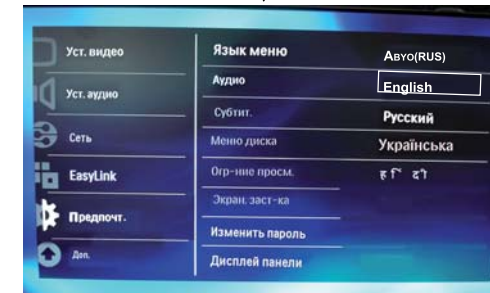 Уст. видео
Уст. аудио
Сеть
EasyLink
Предпочт.
Доп.
Язык меню
Аудио
Субтит.
Меню диска
Огр-ние просм.
Экран. заст-ка
Изменить пароль
Дисплей панели
Авто(RUS)
English
Русский
Українська
हिंदी